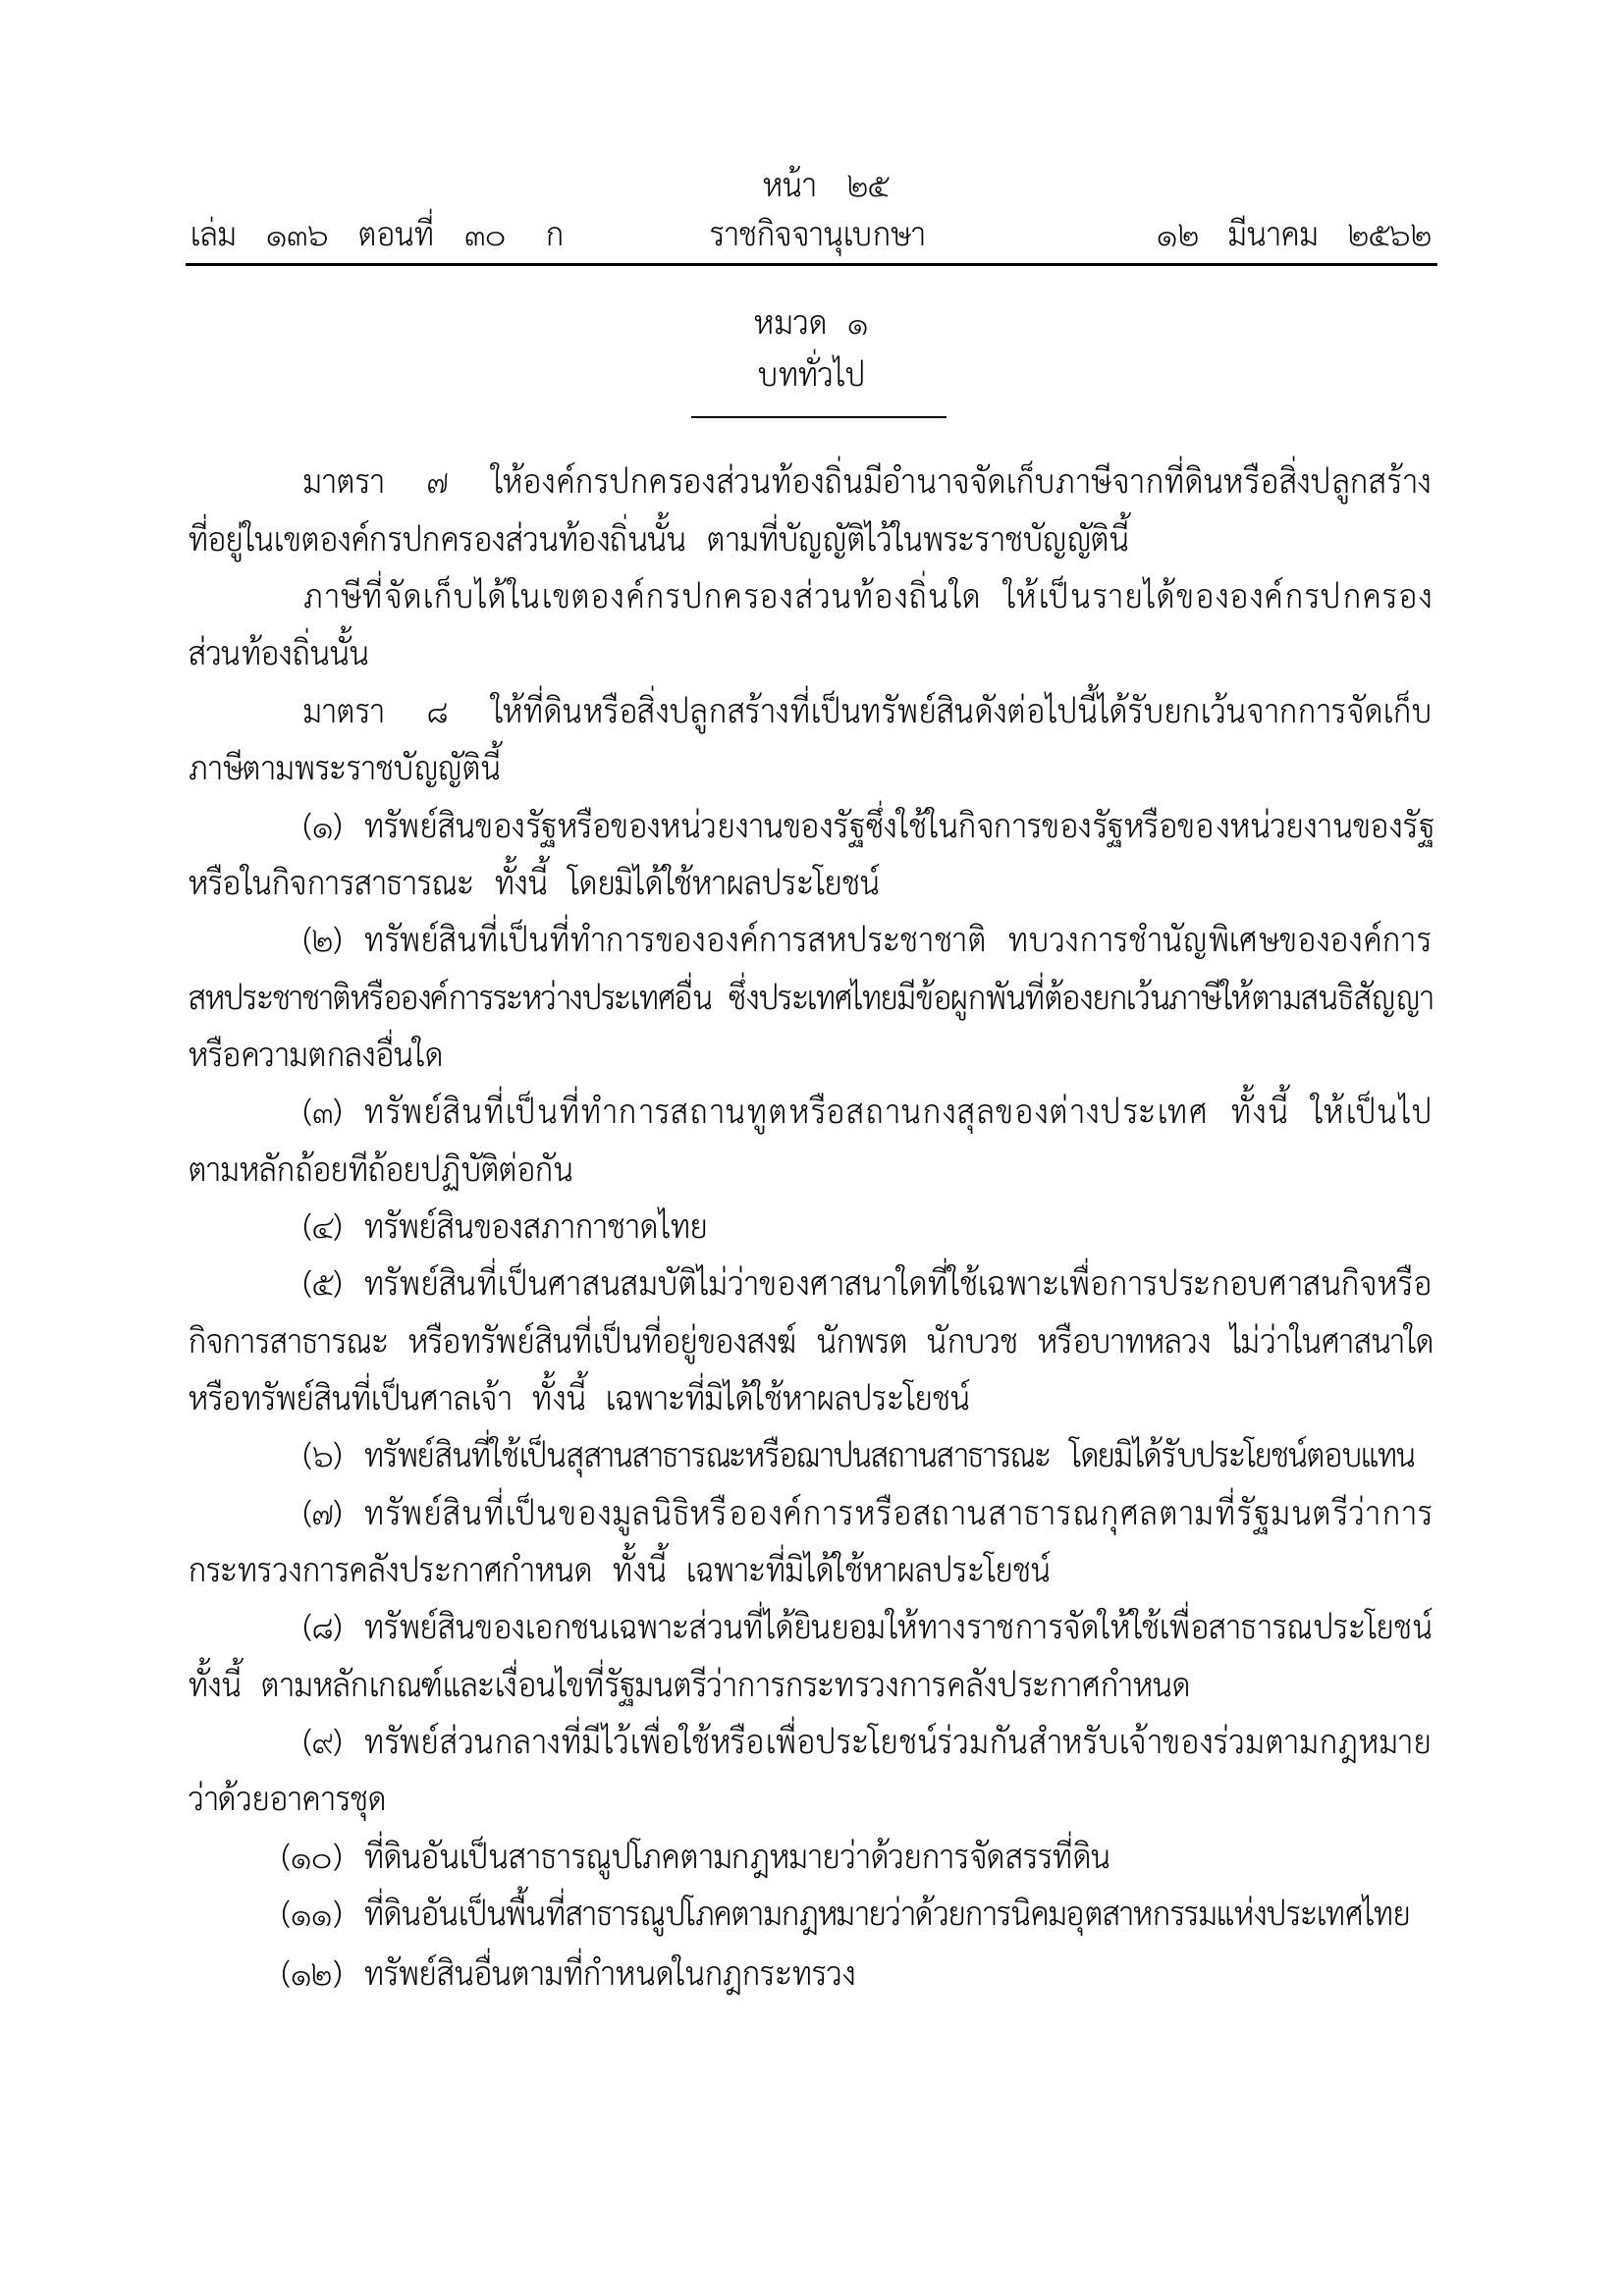 หน้า ๒๕
เล่ม ๑๓๖ ตอนที่ ๓๐ ก ราชกิจจานุเบกษา ๑๒ มีนาคม ๒๕๖๒
หมวด ๑
บททั่วไป
มาตรา ๗ ให้องค์กรปกครองส่วนท้องถิ่นมีอำนาจจัดเก็บภาษีจากที่ดินหรือสิ่งปลูกสร้าง
ที่อยู่ในเขตองค์กรปกครองส่วนท้องถิ่นนั้น ตามที่บัญญัติไว้ในพระราชบัญญัตินี้
ภาษีที่จัดเก็บได้ในเขตองค์กรปกครองส่วนท้องถิ่นใด ให้เป็นรายได้ขององค์กรปกครอง
ส่วนท้องถิ่นนั้น
มาตรา ๘ ให้ที่ดินหรือสิ่งปลูกสร้างที่เป็นทรัพย์สินดังต่อไปนี้ได้รับยกเว้นจากการจัดเก็บ
ภาษีตามพระราชบัญญัตินี้
(๑) ทรัพย์สินของรัฐหรือของหน่วยงานของรัฐซึ่งใช้ในกิจการของรัฐหรือของหน่วยงานของรัฐ
หรือในกิจการสาธารณะ ทั้งนี้ โดยมิได้ใช้หาผลประโยชน์
(๒) ทรัพย์สินที่เป็นที่ทำการขององค์การสหประชาชาติ ทบวงการชำนัญพิเศษขององค์การ
สหประชาชาติหรือองค์การระหว่างประเทศอื่น ซึ่งประเทศไทยมีข้อผูกพันที่ต้องยกเว้นภาษีให้ตามสนธิสัญญา
หรือความตกลงอื่นใด
(๓) ทรัพย์สินที่เป็นที่ทำการสถานทูตหรือสถานกงสุลของต่างประเทศ ทั้งนี้ ให้เป็นไป
ตามหลักถ้อยทีถ้อยปฏิบัติต่อกัน
(๔) ทรัพย์สินของสภากาชาดไทย
(๕) ทรัพย์สินที่เป็นศาสนสมบัติไม่ว่าของศาสนาใดที่ใช้เฉพาะเพื่อการประกอบศาสนกิจหรือ
กิจการสาธารณะ หรือทรัพย์สินที่เป็นที่อยู่ของสงฆ์ นักพรต นักบวช หรือบาทหลวง ไม่ว่าในศาสนาใด
หรือทรัพย์สินที่เป็นศาลเจ้า ทั้งนี้ เฉพาะที่มิได้ใช้หาผลประโยชน์
(๖) ทรัพย์สินที่ใช้เป็นสุสานสาธารณะหรือฌาปนสถานสาธารณะ โดยมิได้รับประโยชน์ตอบแทน
(๗) ทรัพย์สินที่เป็นของมูลนิธิหรือองค์การหรือสถานสาธารณกุศลตามที่รัฐมนตรีว่าการ
กระทรวงการคลังประกาศกำหนด ทั้งนี้ เฉพาะที่มิได้ใช้หาผลประโยชน์
(๘) ทรัพย์สินของเอกชนเฉพาะส่วนที่ได้ยินยอมให้ทางราชการจัดให้ใช้เพื่อสาธารณประโยชน์
ทั้งนี้ ตามหลักเกณฑ์และเงื่อนไขที่รัฐมนตรีว่าการกระทรวงการคลังประกาศกำหนด
(๙) ทรัพย์ส่วนกลางที่มีไว้เพื่อใช้หรือเพื่อประโยชน์ร่วมกันสำหรับเจ้าของร่วมตามกฎหมาย
ว่าด้วยอาคารชุด
(๑๐) ที่ดินอันเป็นสาธารณูปโภคตามกฎหมายว่าด้วยการจัดสรรที่ดิน
(๑๑) ที่ดินอันเป็นพื้นที่สาธารณูปโภคตามกฎหมายว่าด้วยการนิคมอุตสาหกรรมแห่งประเทศไทย
(๑๒) ทรัพย์สินอื่นตามที่กำหนดในกฎกระทรวง